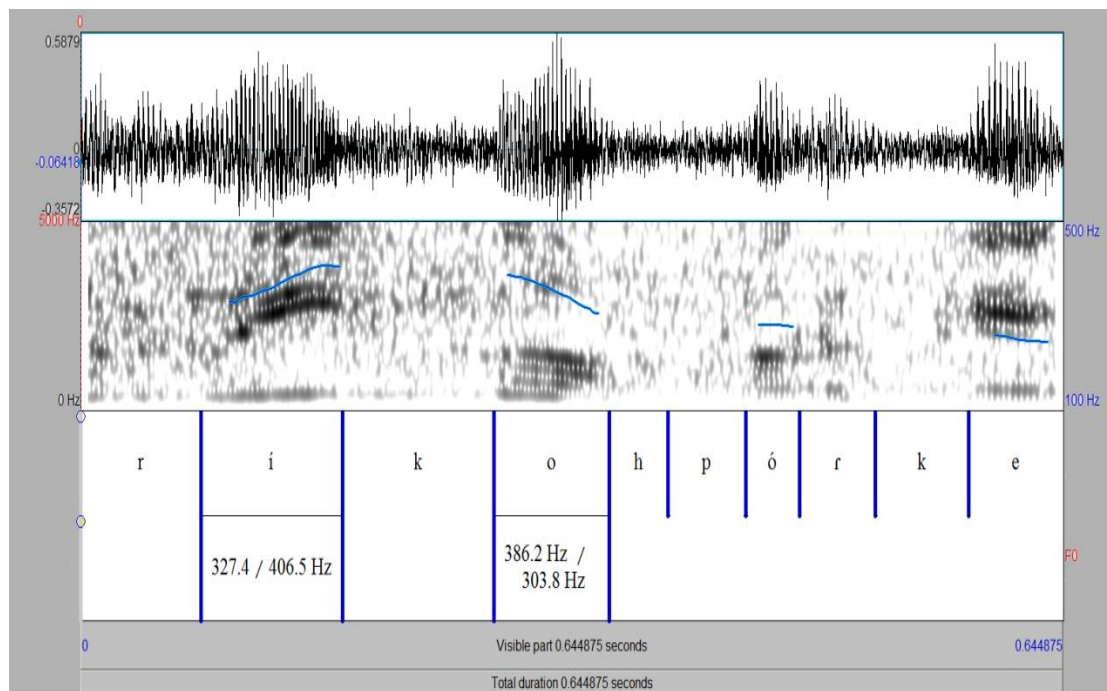 0
0.5879
0
-0.06418
-0.3572
5000 Hz
500 Hz
0 Hz
100 Hz
r í k o h p ó ɾ k e
327.4 / 406.5 Hz
386.2 Hz /
303.8 Hz
F0
0 Visible part 0.644875 seconds 0.644875
Total duration 0.644875 seconds